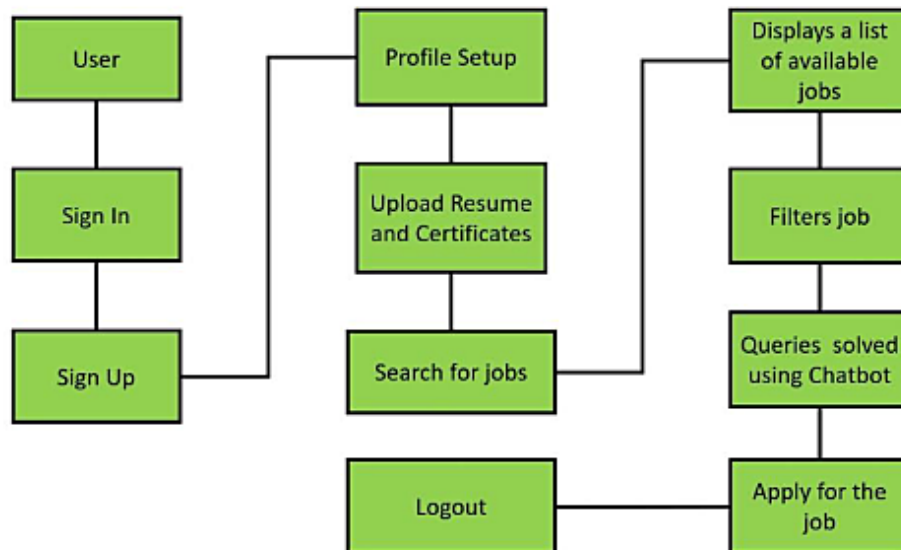 User
Sign In
Sign Up
Profile Setup
Upload Resume
and Certificates
Search for jobs
Displays a list
of available
jobs
Filters job
Queries solved
using Chatbot
Apply for the
job
Logout